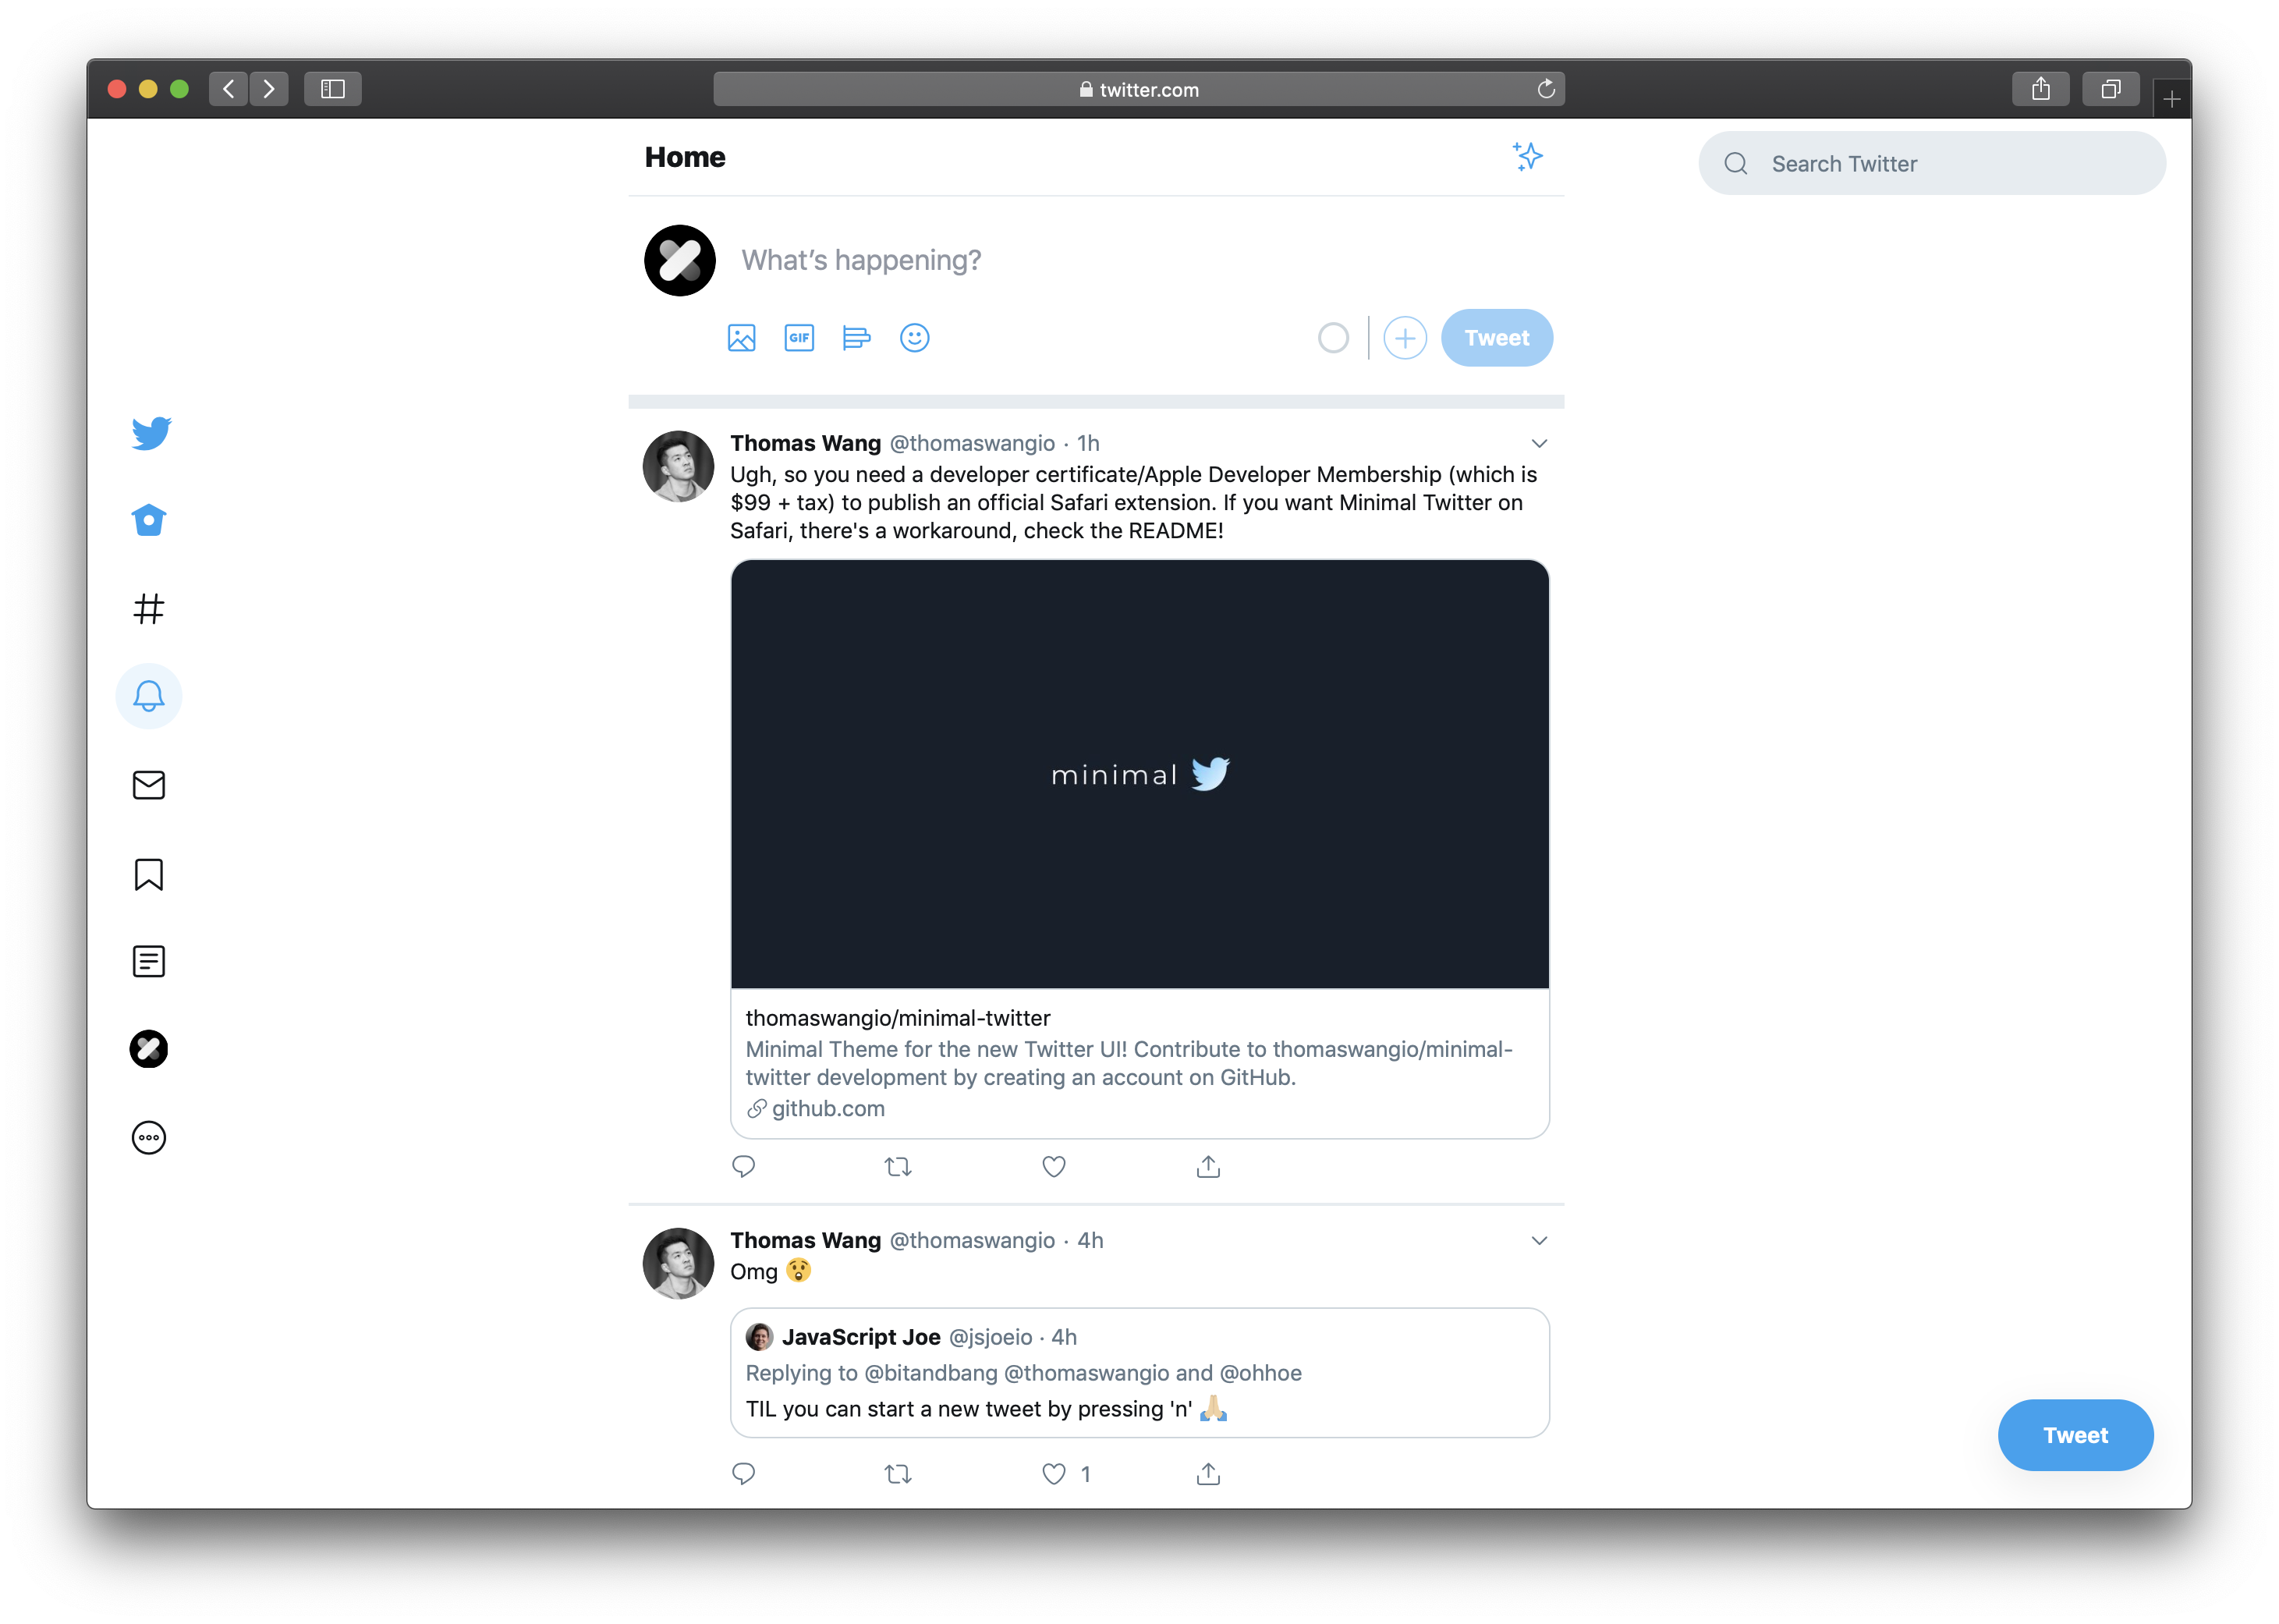 twitter.com
Home
Search Twitter
What's happening?
GIF
Tweet
Thomas Wang @thomaswangio · 1h
Ugh, so you need a developer certificate/Apple Developer Membership (which is
$99 + tax) to publish an official Safari extension. If you want Minimal Twitter on
Safari, there's a workaround, check the README!
minimal
thomaswangio/minimal-twitter
Minimal Theme for the new Twitter UI! Contribute to thomaswangio/minimal-
twitter development by creating an account on GitHub.
github.com
Thomas Wang @thomaswangio · 4h
Omg 😲
JavaScript Joe @jsjoeio · 4h
Replying to @bitandbang @thomaswangio and @ohhoe
TIL you can start a new tweet by pressing 'n' 🙏🏼
1
Tweet